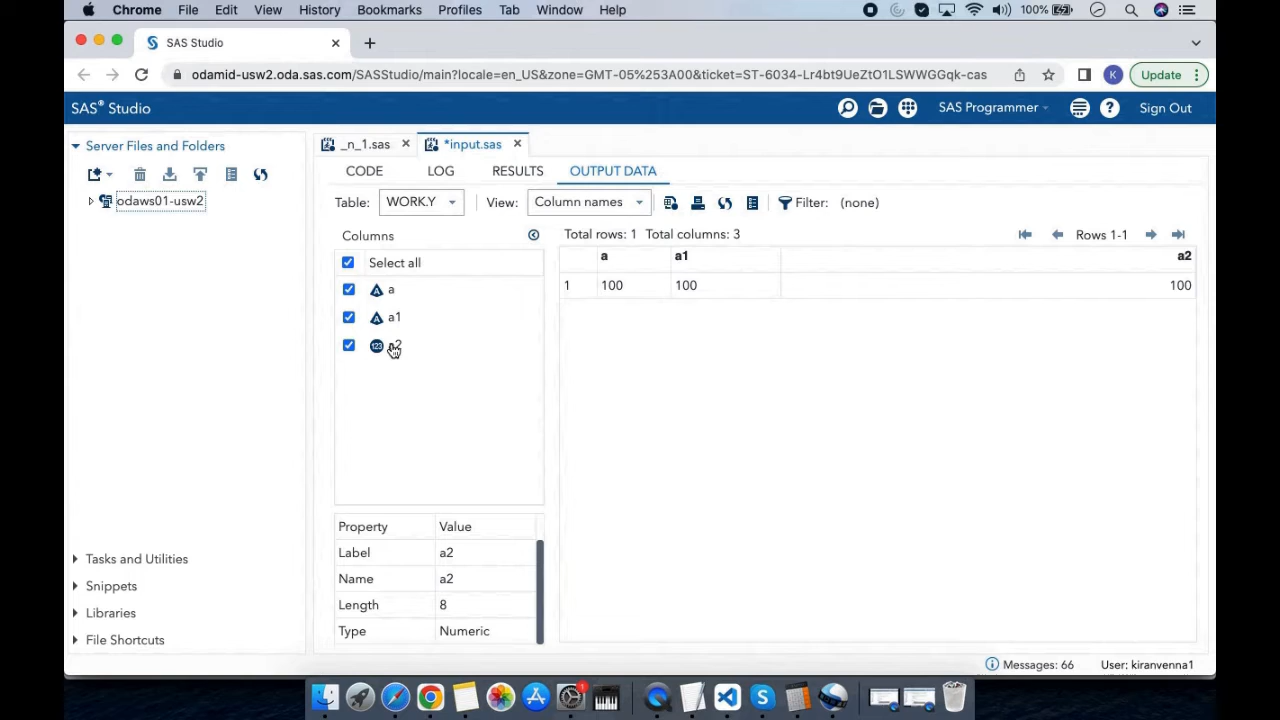 Chrome File Edit View History Bookmarks Profiles Tab Window Help 100%
SAS Studio
odamid-usw2.oda.sas.com/SASStudio/main?locale=en_US&zone=GMT-05%253A00&ticket=ST-6034-Lr4bt9UeZtO1LSWWGGqk-cas K Update
SAS® Studio SAS Programmer Sign Out
Server Files and Folders _n_1.sas *input.sas
CODE LOG RESULTS OUTPUT DATA
odaws01-usw2 Table: WORK.Y View: Column names Filter: (none)
Columns Total rows: 1 Total columns: 3 Rows 1-1
Select all a a1 a2
a 1 100 100 100
a1
123
Property Value
Label a2
Name a2
Length 8
Type Numeric
Tasks and Utilities
Snippets
Libraries
File Shortcuts
Messages: 66 User: kiranvenna1
1